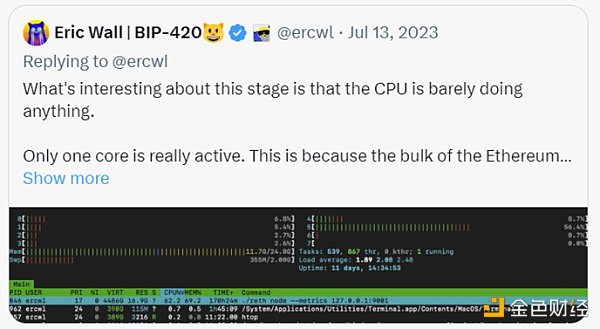 Eric Wall | BIP-420😺 @ercwl · Jul 13, 2023
Replying to @ercwl
What's interesting about this stage is that the CPU is barely doing
anything.
Only one core is really active. This is because the bulk of the Ethereum...
Show more
0[ 6.8%] 4[ 8.7%]
1[ 5.4%] 5[ 56.4%]
2[ 2.7%] 6[ 0.7%]
3[ 2.6%] 7[ 0.0%]
Mem[ 11.7G/24.0G] Tasks: 539, 867 thr, 0 kthr; 1 running
Swp[ 355M/2.00G] Load average: 1.89 2.08 2.48
Uptime: 11 days, 14:34:53
Main
PID USER PRI NI VIRT RES S CPU%▽MEM% TIME+ Command
846 ercwl 17 0 4486G 16.9G ? 62.2 69.2 170h24m ./reth node --metrics 127.0.0.1:9001
ercwl 24 0 390G 115M ? 0.7 0.5 1h45:09 /System/Applications/Utilities/Terminal.app/Contents/MacOS/Terminal
ercwl 24 0 389G 3216 R 11:22.00 htop
金色财经